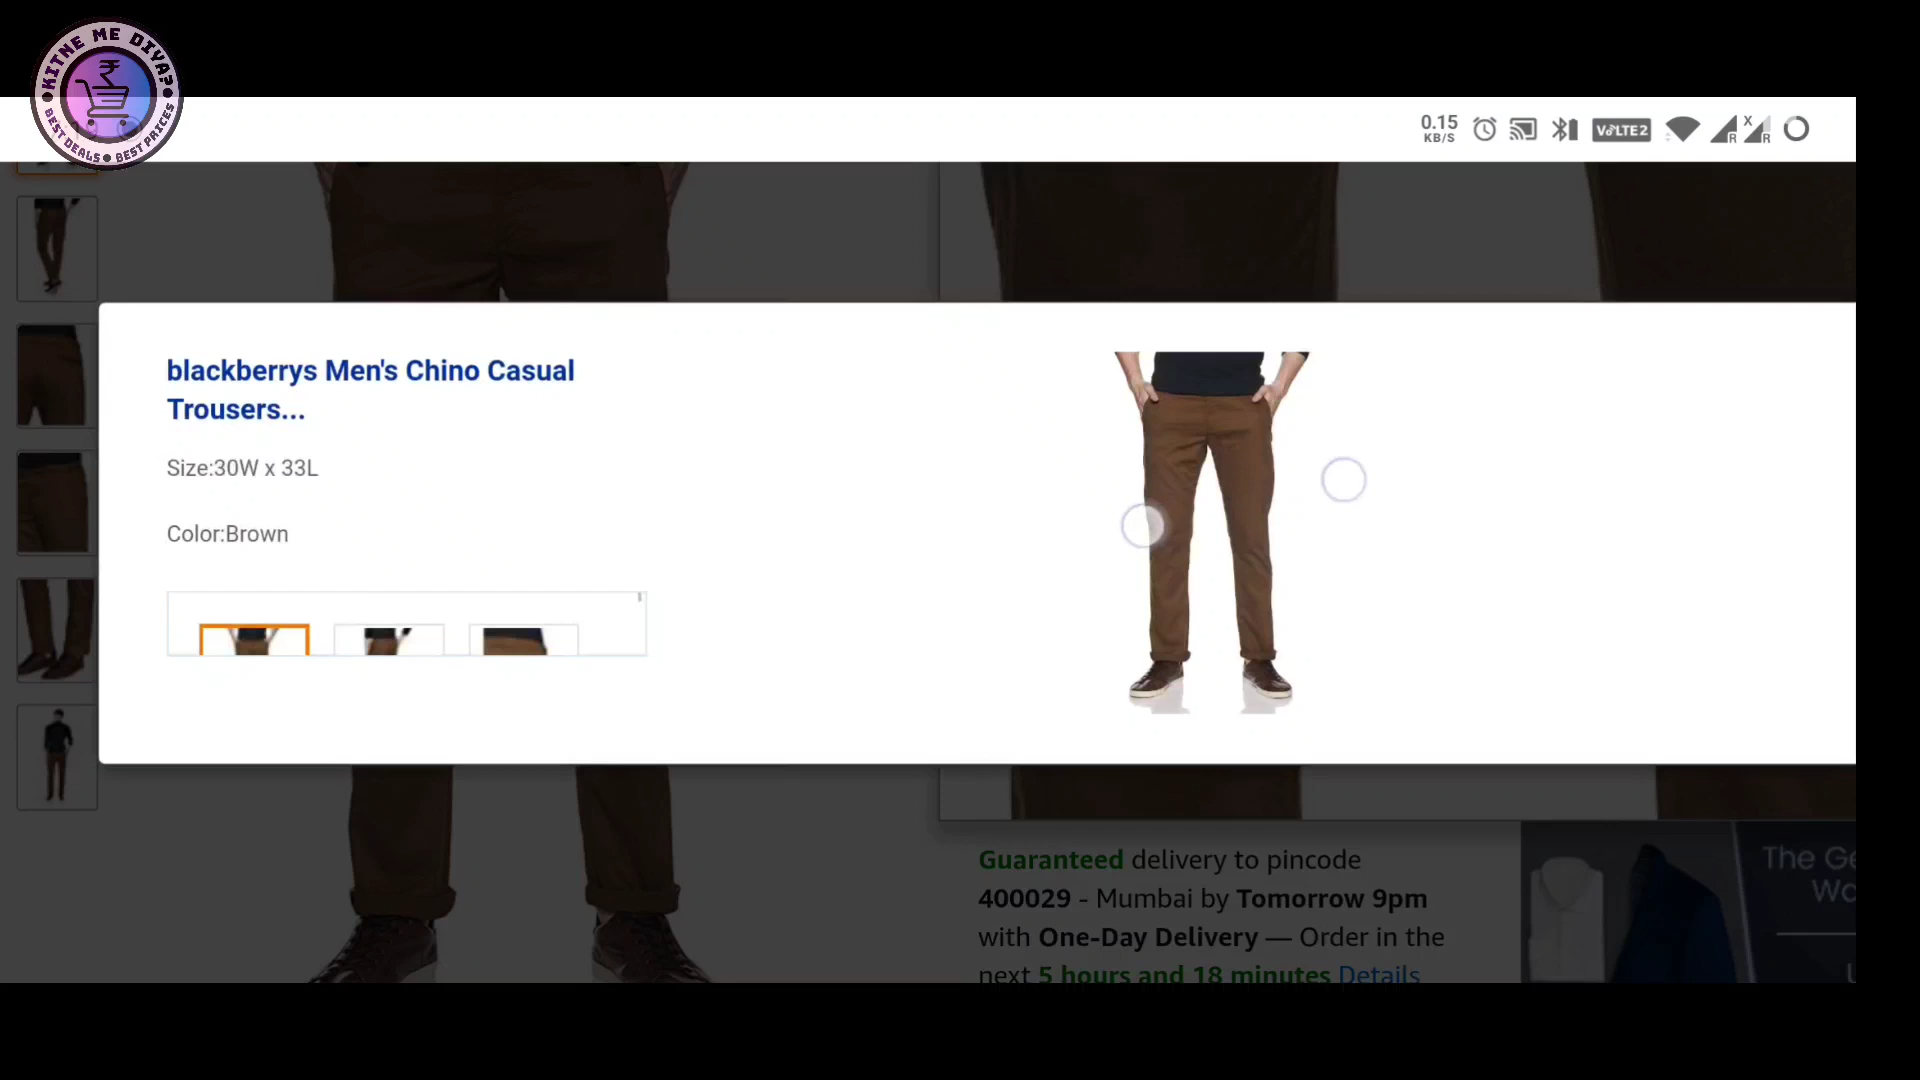 KITNE ME DIYA?
BEST DEALS • BEST PRICES
0.15
KB/S
VoLTE2
X
R
R
blackberrys Men's Chino Casual
Trousers...
Size:30W x 33L
Color:Brown
Guaranteed delivery to pincode
400029 - Mumbai by Tomorrow 9pm
with One-Day Delivery — Order in the
next 5 hours and 18 minutes Details
The